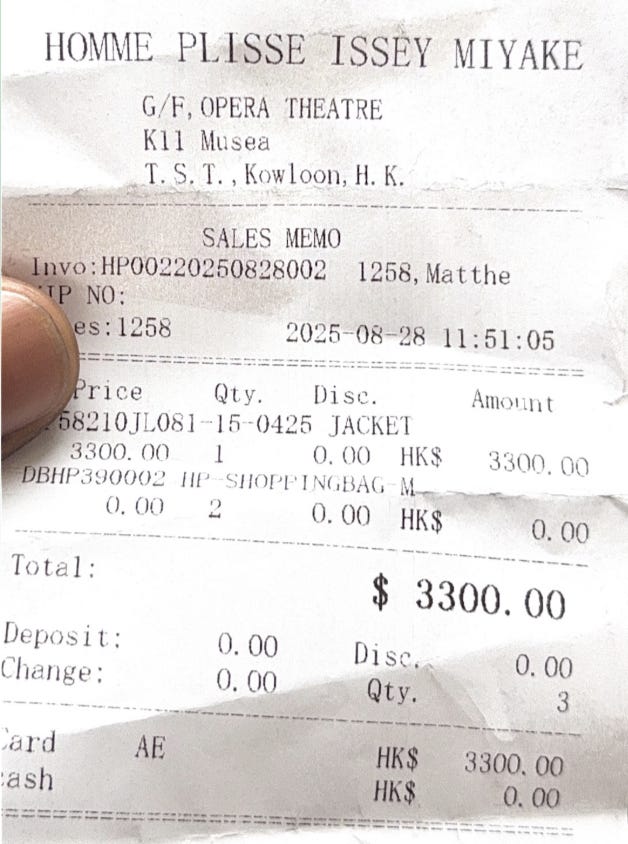 HOMME PLISSE ISSEY MIYAKE
G/F, OPERA THEATRE
K11 Musea
T. S. T. , Kowloon, H. K.
SALES MEMO
Invo:HP00220250828002 1258, Matthe
IP NO:
es:1258 2025-08-28 11:51:05
Price Qty. Disc. Amount
58210JL081-15-0425 JACKET
3300.00 1 0.00 HK$ 3300.00
DBHP390002 HP-SHOPPINGBAG-M
0.00 2 0.00 HK$ 0.00
Total: $ 3300.00
Deposit: 0.00 Disc. 0.00
Change: 0.00 Qty. 3
Card AE HK$ 3300.00
cash HK$ 0.00